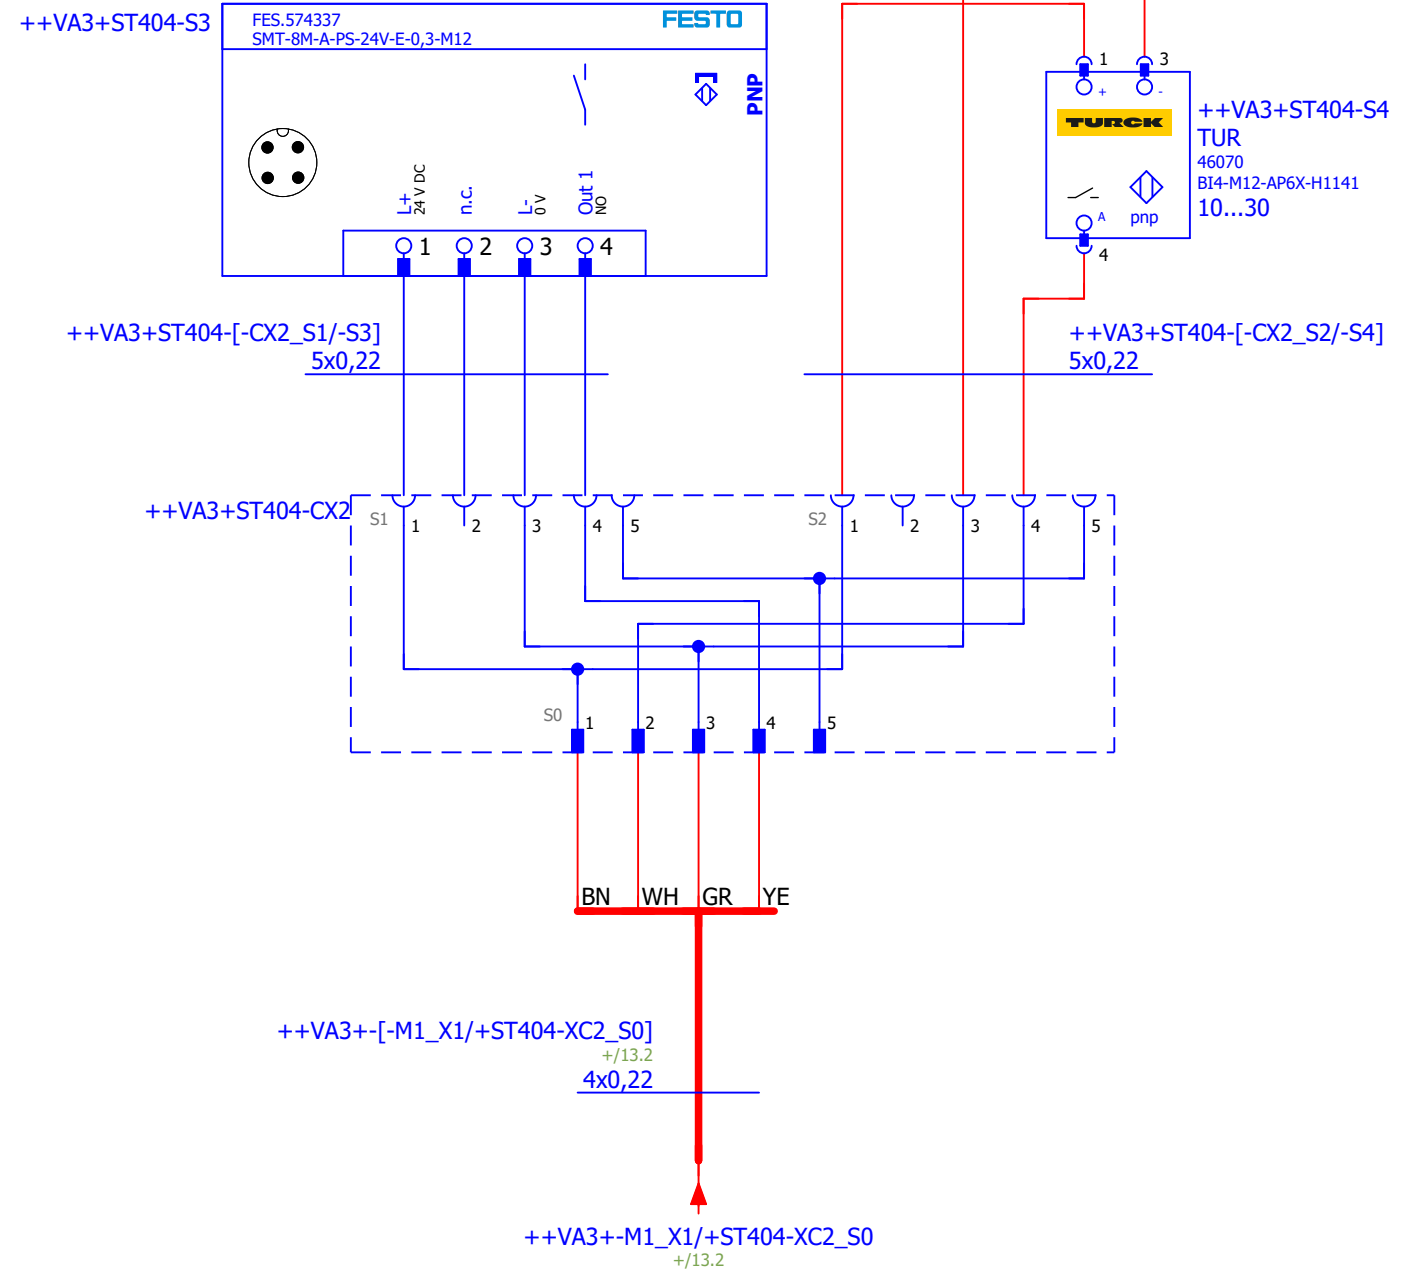 ++VA3+ST404-S3
FES.574337
SMT-8M-A-PS-24V-E-0,3-M12
FESTO
PNP
L+
24 V DC
n.c.
L-
0 V
Out 1
NO
1 2 3 4
1 3
+ -
TURCK
A
pnp
4
++VA3+ST404-S4
TUR
46070
BI4-M12-AP6X-H1141
10...30
++VA3+ST404-[-CX2_S1/-S3]
5x0,22
++VA3+ST404-[-CX2_S2/-S4]
5x0,22
++VA3+ST404-CX2
S1 1 2 3 4 5 S2 1 2 3 4 5
S0 1 2 3 4 5
BN WH GR YE
++VA3+-[-M1_X1/+ST404-XC2_S0]
+/13.2
4x0,22
++VA3+-M1_X1/+ST404-XC2_S0
+/13.2